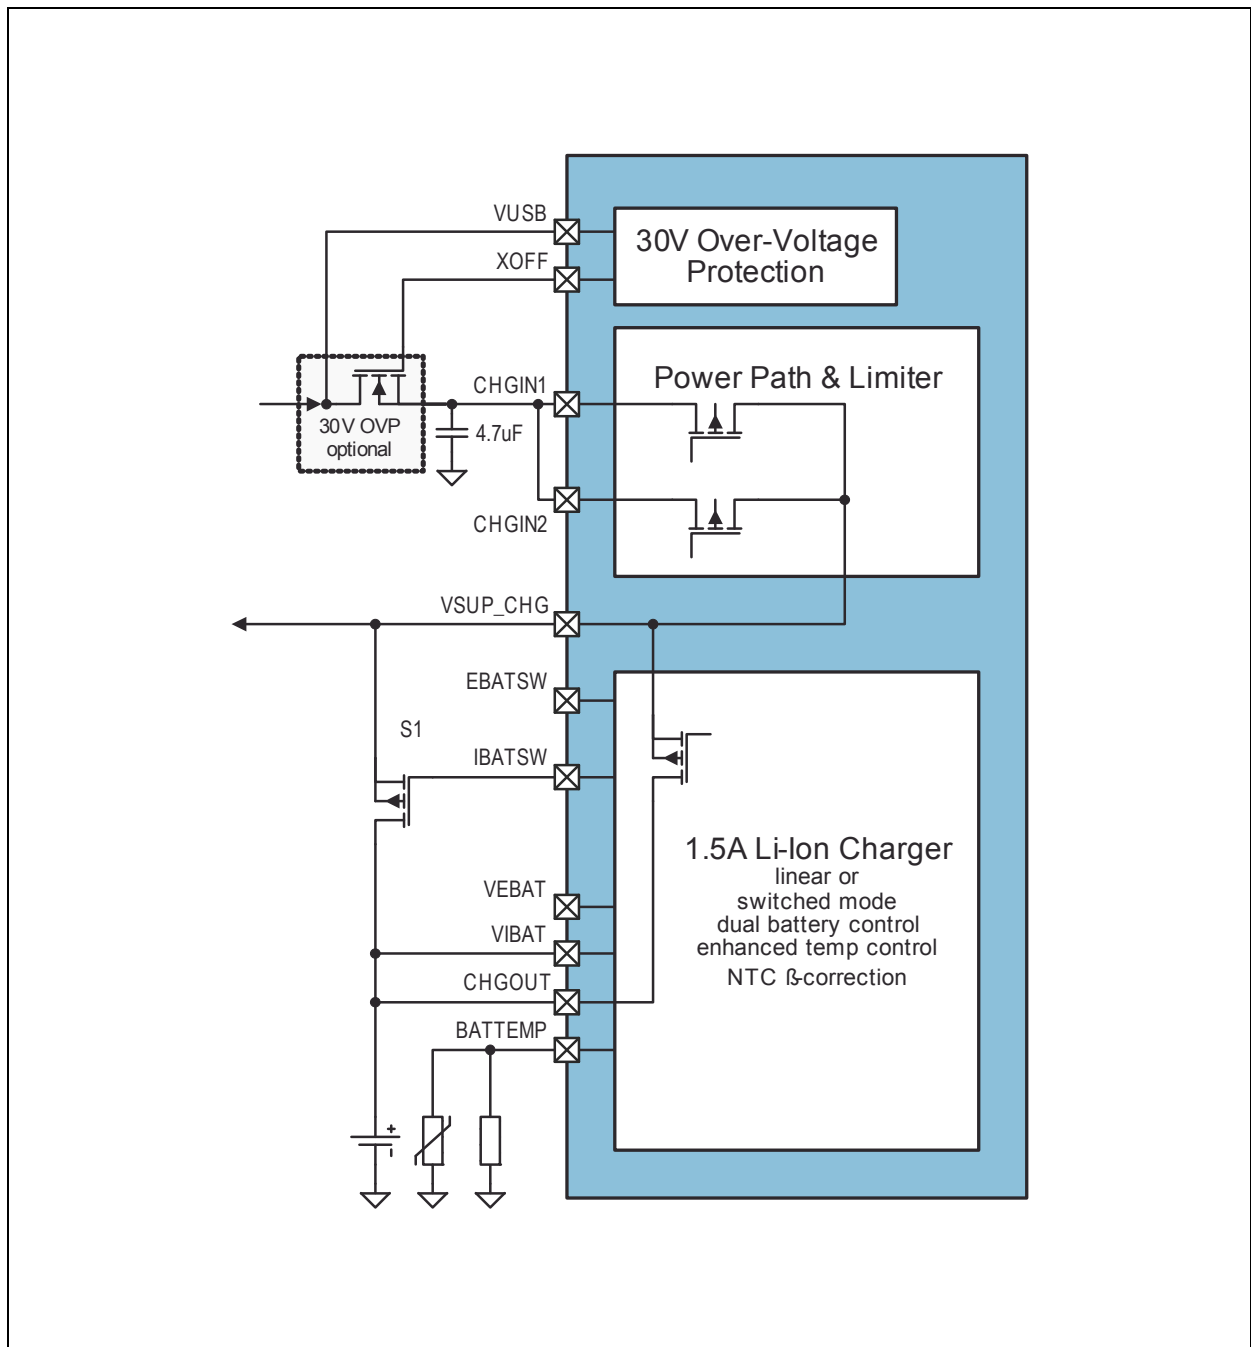 VUSB
30V Over-Voltage
Protection
XOFF
CHGIN1
Power Path & Limiter
30V OVP
optional
4.7uF
CHGIN2
VSUP_CHG
EBATSW
S1
IBATSW
1.5A Li-Ion Charger
linear or
switched mode
dual battery control
enhanced temp control
NTC ß-correction
VEBAT
VIBAT
CHGOUT
BATTEMP
+
-